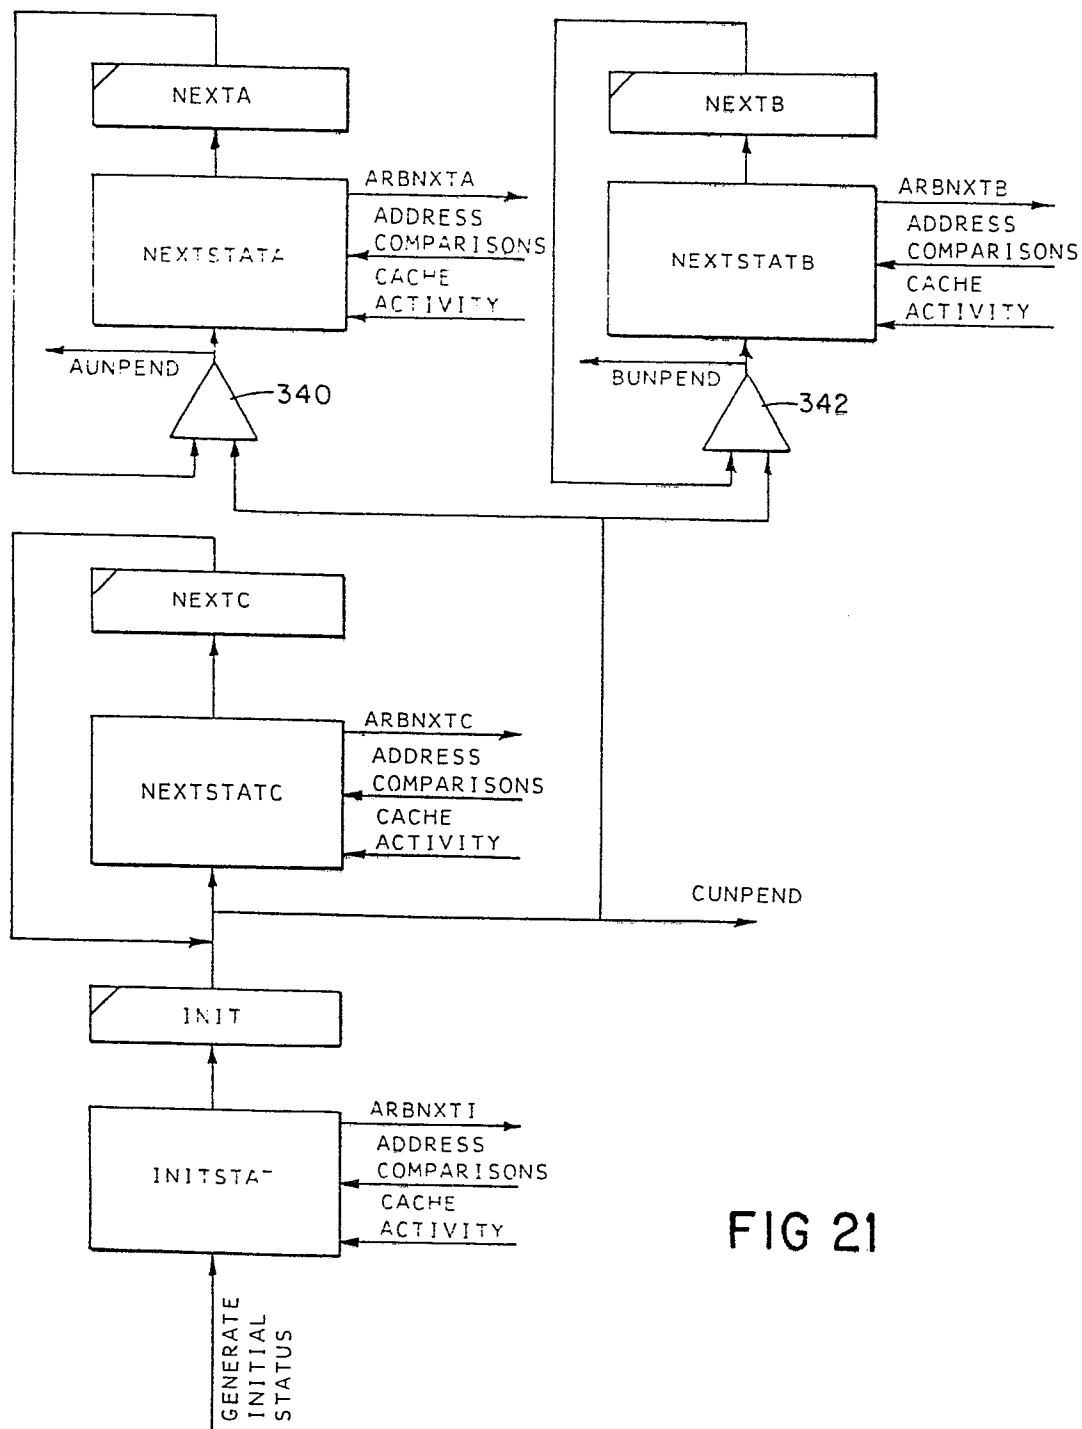 NEXTA
NEXTB
ARBNXTA
ADDRESS
COMPARISONS
CACHE
ACTIVITY
NEXTSTATA
ARBNXTB
ADDRESS
COMPARISONS
CACHE
ACTIVITY
NEXTSTATB
AUNPEND
340
BUNPEND
342
NEXTC
ARBNXTC
ADDRESS
COMPARISONS
CACHE
ACTIVITY
NEXTSTATC
CUNPEND
INIT
ARBNXTI
ADDRESS
COMPARISONS
CACHE
ACTIVITY
INITSTAT
GENERATE
INITIAL
STATUS
FIG 21